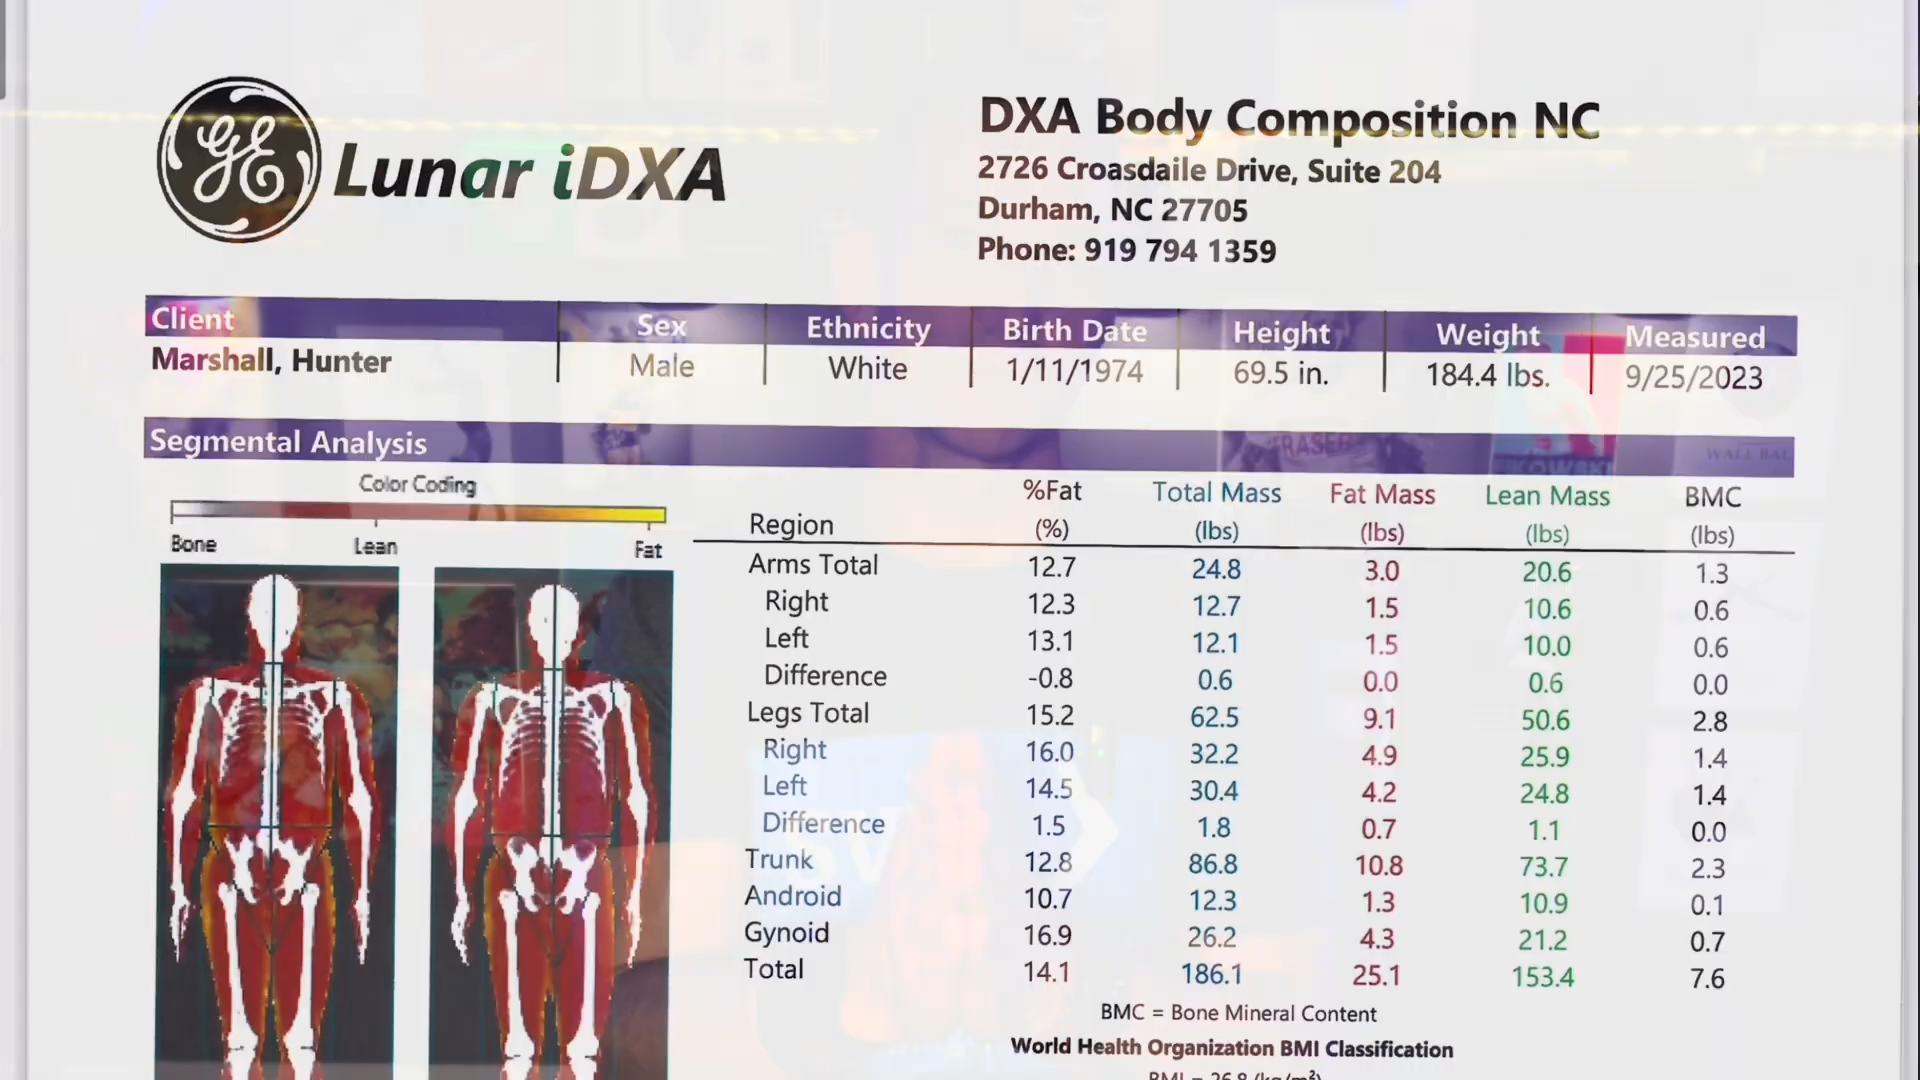 GE
Lunar iDXA
DXA Body Composition NC
2726 Croasdaile Drive, Suite 204
Durham, NC 27705
Phone: 919 794 1359
Client Sex Ethnicity Birth Date Height Weight Measured
Marshall, Hunter Male White 1/11/1974 69.5 in. 184.4 lbs. 9/25/2023
Segmental Analysis
Color Coding
Bone Lean Fat
%Fat Total Mass Fat Mass Lean Mass BMC
Region (%) (lbs) (lbs) (lbs) (lbs)
Arms Total 12.7 24.8 3.0 20.6 1.3
Right 12.3 12.7 1.5 10.6 0.6
Left 13.1 12.1 1.5 10.0 0.6
Difference -0.8 0.6 0.0 0.6 0.0
Legs Total 15.2 62.5 9.1 50.6 2.8
Right 16.0 32.2 4.9 25.9 1.4
Left 14.5 30.4 4.2 24.8 1.4
Difference 1.5 1.8 0.7 1.1 0.0
Trunk 12.8 86.8 10.8 73.7 2.3
Android 10.7 12.3 1.3 10.9 0.1
Gynoid 16.9 26.2 4.3 21.2 0.7
Total 14.1 186.1 25.1 153.4 7.6
BMC = Bone Mineral Content
World Health Organization BMI Classification
BMI = 26.8 (kg/m²)